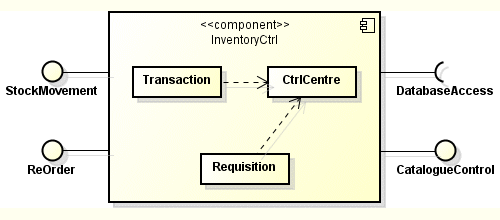 <<component>>
InventoryCtrl
Transaction
CtrlCentre
StockMovement
DatabaseAccess
Requisition
ReOrder
CatalogueControl